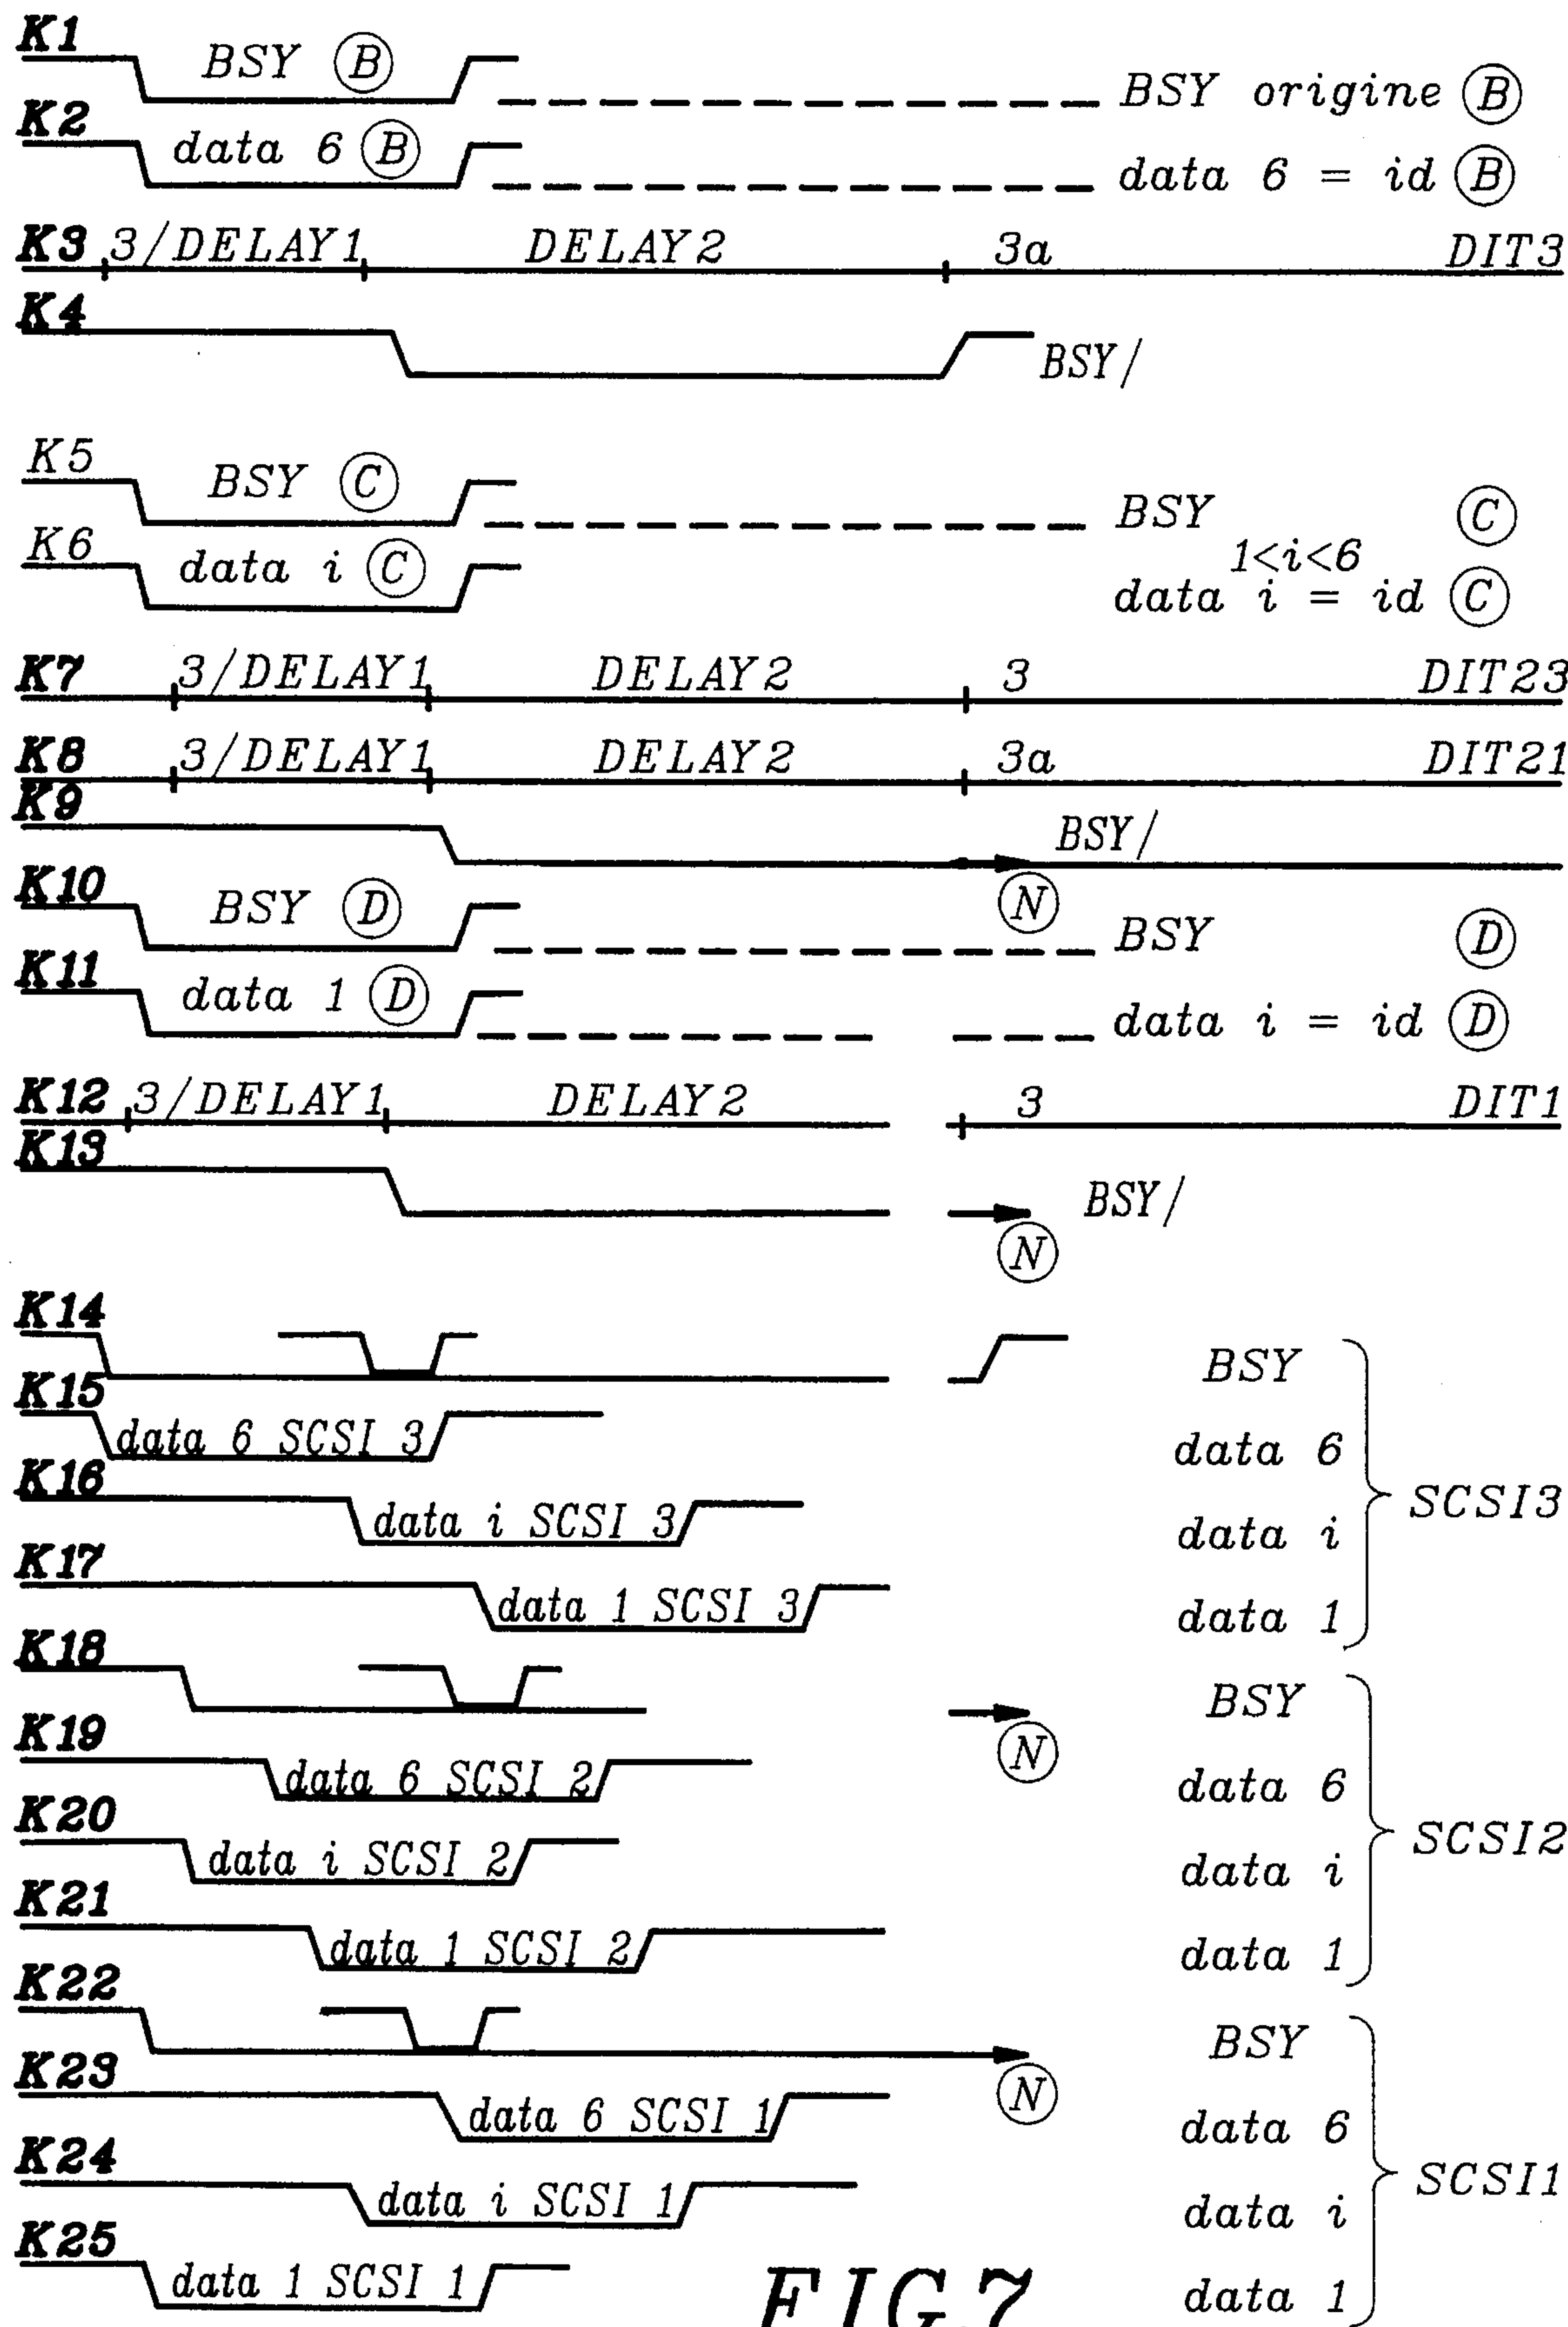 K1 BSY B
BSY origine B
K2 data 6 B
data 6 = id B
K3 3/DELAY1 DELAY2 3a DIT3
K4 BSY/
K5 BSY C
BSY C
1<i<6
K6 data i C
data i = id C
K7 3/DELAY1 DELAY2 3 DIT23
K8 3/DELAY1 DELAY2 3a DIT21
K9 BSY/
N
K10 BSY D
BSY D
K11 data 1 D
data i = id D
K12 3/DELAY1 DELAY2 3 DIT1
K13 BSY/
N
K14 BSY
K15 data 6 SCSI 3 data 6
SCSI3
K16 data i SCSI 3 data i
K17 data 1 SCSI 3 data 1
K18 BSY
N
K19 data 6 SCSI 2 data 6
SCSI2
K20 data i SCSI 2 data i
K21 data 1 SCSI 2 data 1
K22 BSY
N
K23 data 6 SCSI 1 data 6
SCSI1
K24 data i SCSI 1 data i
K25 data 1 SCSI 1 data 1
FIG.7